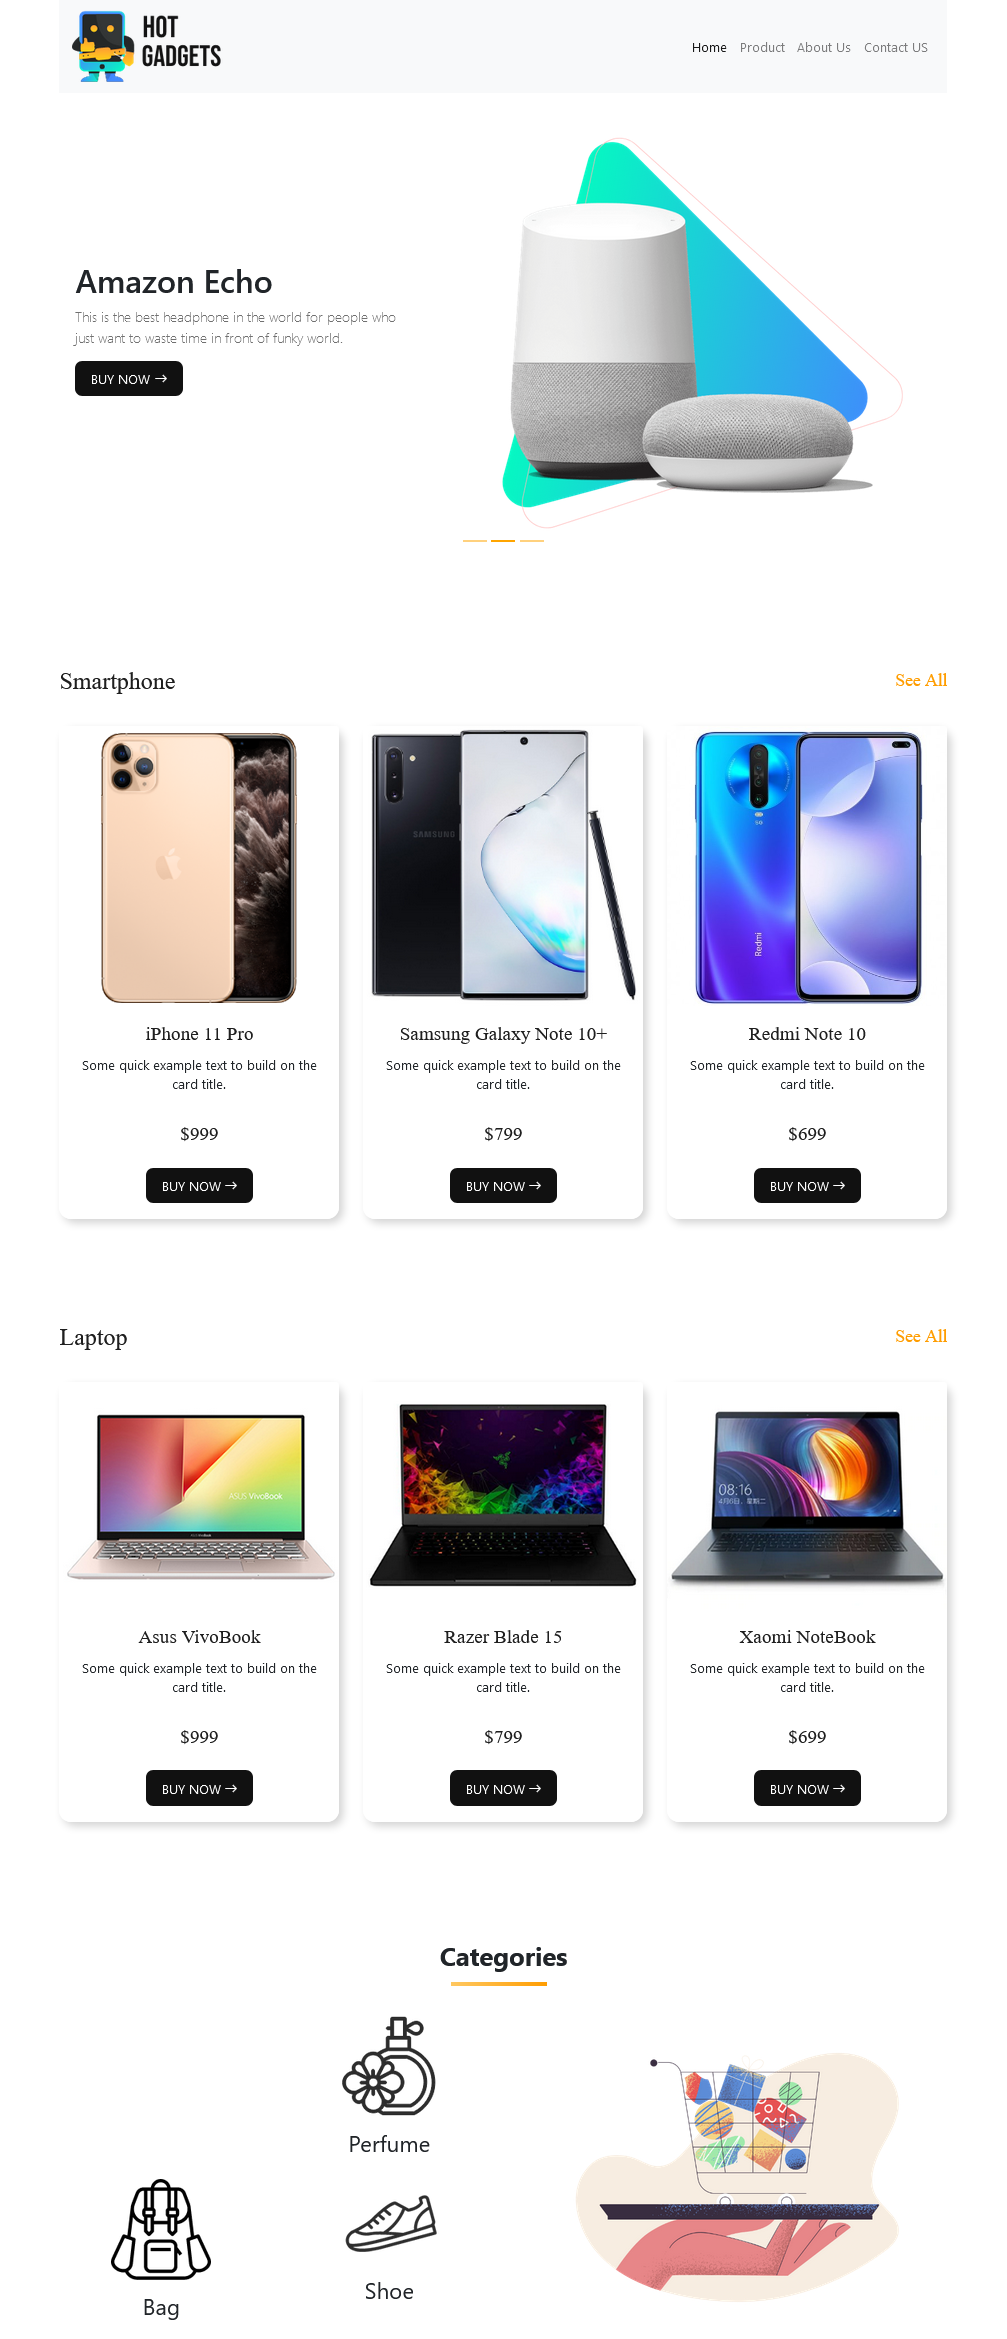 HOT
GADGETS
Home Product About Us Contact US
Amazon Echo
This is the best headphone in the world for people who
just want to waste time in front of funky world.
BUY NOW →
Smartphone
See All
SAMSUNG
Redmi
iPhone 11 Pro
Some quick example text to build on the
card title.
$999
BUY NOW →
Samsung Galaxy Note 10+
Some quick example text to build on the
card title.
$799
BUY NOW →
Redmi Note 10
Some quick example text to build on the
card title.
$699
BUY NOW →
Laptop
See All
ASUS VivoBook
08:16
4月6日, 星期二
Asus VivoBook
Some quick example text to build on the
card title.
$999
BUY NOW →
Razer Blade 15
Some quick example text to build on the
card title.
$799
BUY NOW →
Xaomi NoteBook
Some quick example text to build on the
card title.
$699
BUY NOW →
Categories
Perfume
Bag
Shoe